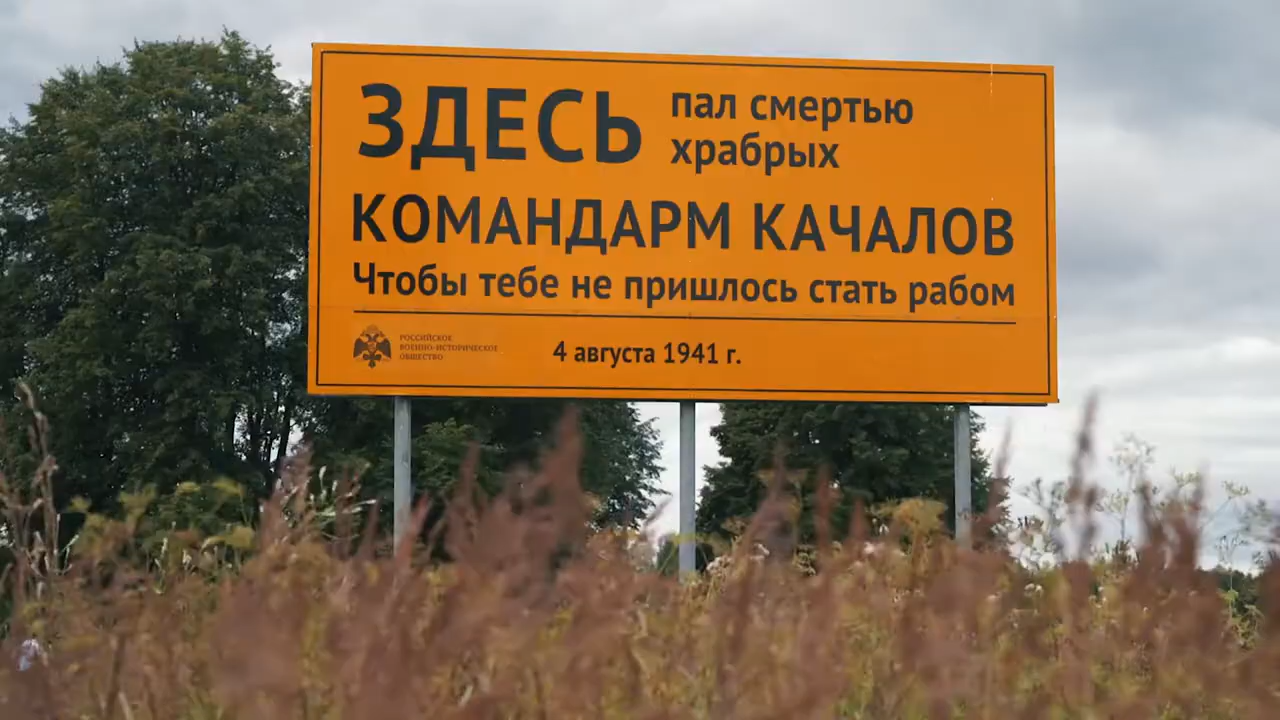 ЗДЕСЬ
пал смертью
храбрых
КОМАНДАРМ КАЧАЛОВ
Чтобы тебе не пришлось стать рабом
РОССИЙСКОЕ
ВОЕННО-ИСТОРИЧЕСКОЕ
ОБЩЕСТВО
4 августа 1941 г.